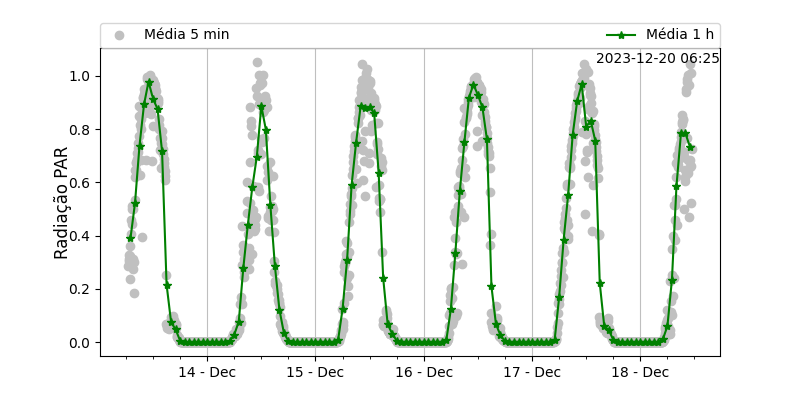 Média 5 min
Média 1 h
2023-12-20 06:25
Radiação PAR
1.0
0.8
0.6
0.4
0.2
0.0
14 - Dec
15 - Dec
16 - Dec
17 - Dec
18 - Dec